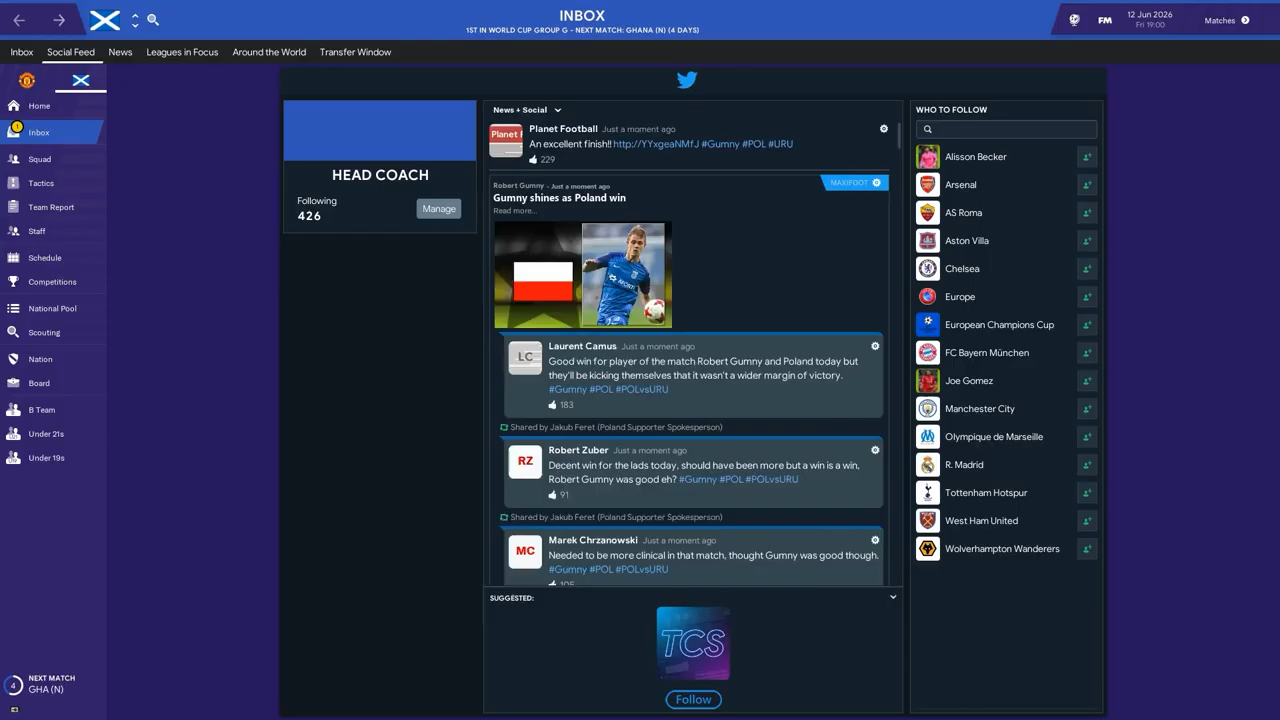 INBOX
1ST IN WORLD CUP GROUP G - NEXT MATCH: GHANA (N) (4 DAYS)
FM
12 Jun 2026
Fri 19:00
Matches
Inbox
Social Feed
News
Leagues in Focus
Around the World
Transfer Window
Home
1
Inbox
Squad
Tactics
Team Report
Staff
Schedule
Competitions
National Pool
Scouting
Nation
Board
B Team
Under 21s
Under 19s
4
NEXT MATCH
GHA (N)
HEAD COACH
Following
426
Manage
News + Social
Planet F
Planet Football Just a moment ago
An excellent finish!! http://YYxgeaNMfJ #Gumny #POL #URU
229
Robert Gumny - Just a moment ago
MAXIFOOT
Gumny shines as Poland win
Read more...
LC
Laurent Camus Just a moment ago
Good win for player of the match Robert Gumny and Poland today but
they'll be kicking themselves that it wasn't a wider margin of victory.
#Gumny #POL #POLvsURU
183
Shared by Jakub Feret (Poland Supporter Spokesperson)
RZ
Robert Zuber Just a moment ago
Decent win for the lads today, should have been more but a win is a win,
Robert Gumny was good eh? #Gumny #POL #POLvsURU
91
Shared by Jakub Feret (Poland Supporter Spokesperson)
MC
Marek Chrzanowski Just a moment ago
Needed to be more clinical in that match, thought Gumny was good though.
#Gumny #POL #POLvsURU
SUGGESTED:
TCS
Follow
WHO TO FOLLOW
Alisson Becker
Arsenal
AS Roma
Aston Villa
Chelsea
Europe
European Champions Cup
FC Bayern München
Joe Gomez
Manchester City
Olympique de Marseille
R. Madrid
Tottenham Hotspur
West Ham United
Wolverhampton Wanderers